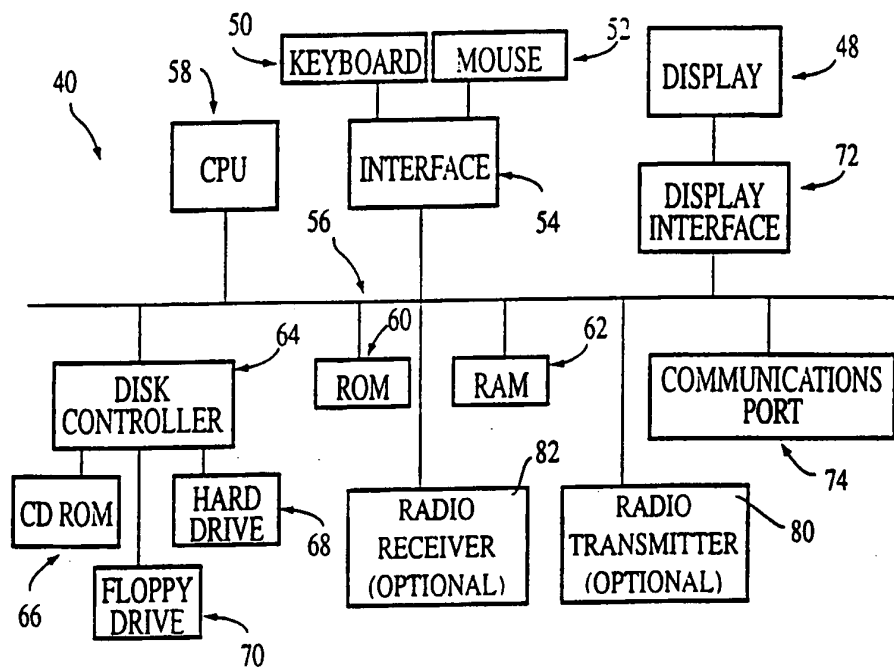 50
KEYBOARD
MOUSE
52
40
58
CPU
INTERFACE
54
DISPLAY
48
DISPLAY
INTERFACE
72
56
64
DISK
CONTROLLER
60
ROM
RAM
62
COMMUNICATIONS
PORT
74
CD ROM
66
HARD
DRIVE
68
FLOPPY
DRIVE
70
82
RADIO
RECEIVER
(OPTIONAL)
RADIO
TRANSMITTER
(OPTIONAL)
80